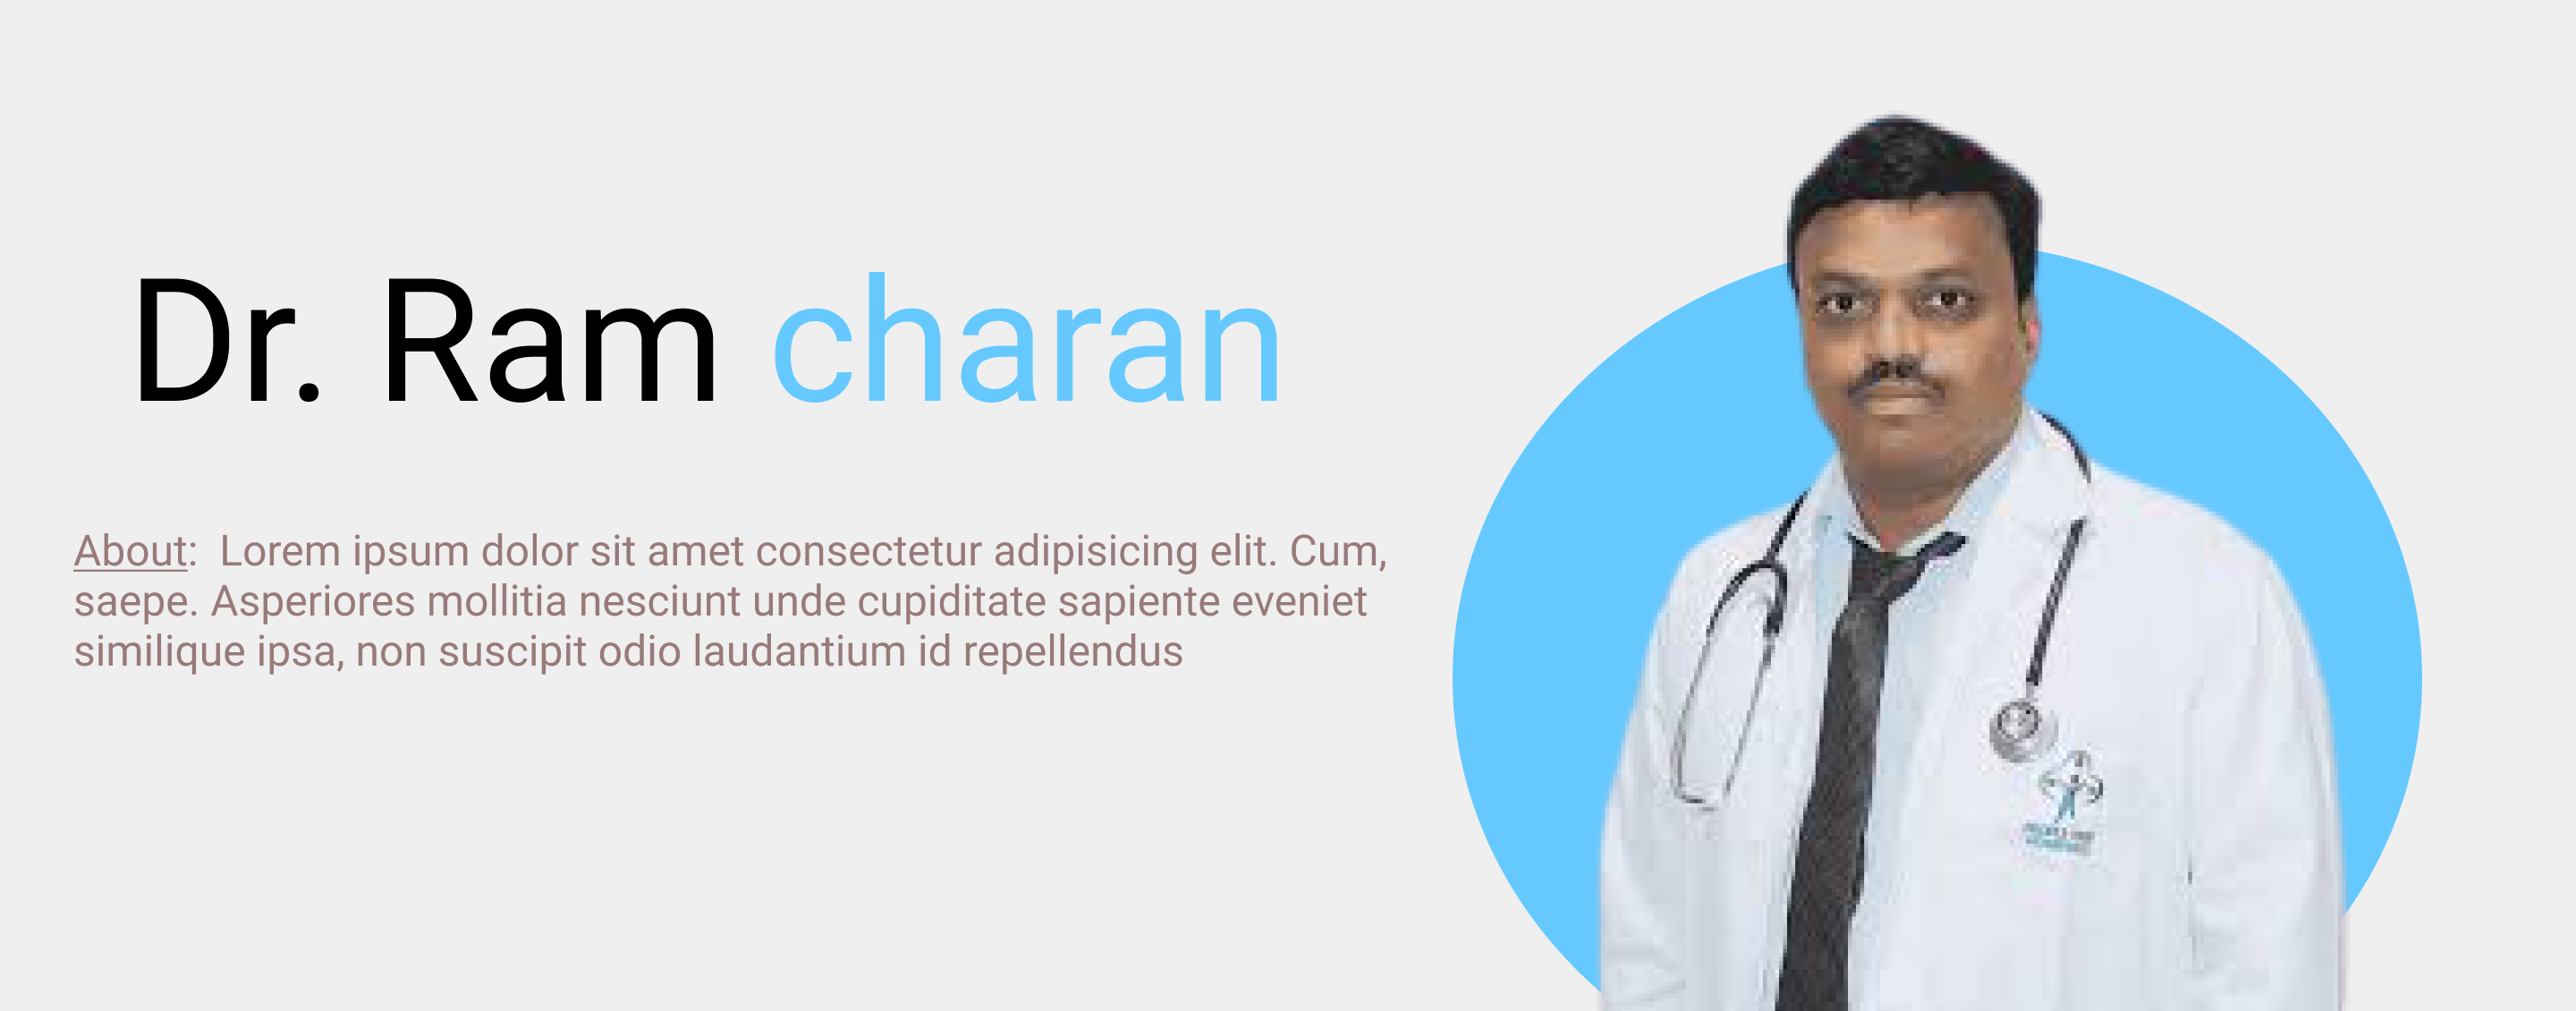 Dr. Ram charan
About:  Lorem ipsum dolor sit amet consectetur adipisicing elit. Cum,
saepe. Asperiores mollitia nesciunt unde cupiditate sapiente eveniet
similique ipsa, non suscipit odio laudantium id repellendus